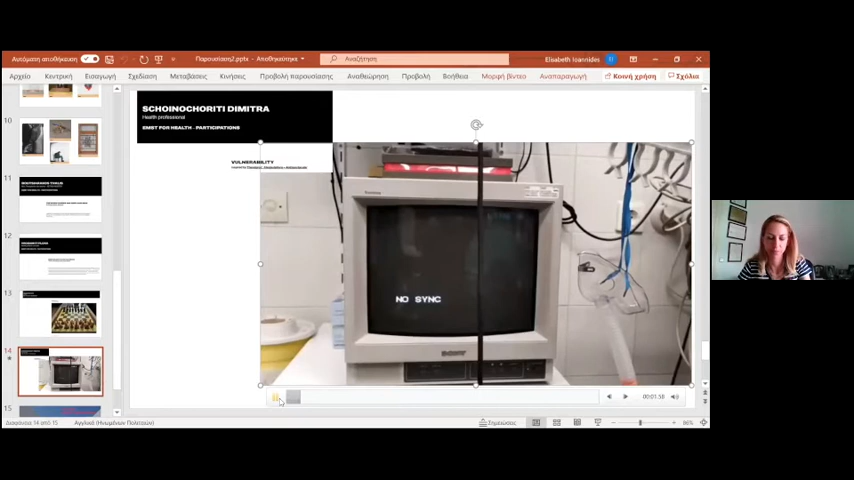 Αυτόματη αποθήκευση
Παρουσίαση2.pptx - Αποθηκεύτηκε
Αναζήτηση
Elisabeth Ioannides
Αρχείο Κεντρική Εισαγωγή Σχεδίαση Μεταβάσεις Κινήσεις Προβολή παρουσίασης Αναθεώρηση Προβολή Βοήθεια Μορφή βίντεο Αναπαραγωγή Κοινή χρήση Σχόλια
SCHOINOCHORITI DIMITRA
Health professional
EMST FOR HEALTH - PARTICIPATIONS
VULNERABILITY
NO SYNC
10
11
12
13
14
15
00:01.58
Διαφάνεια 14 από 15
Αγγλικά (Ηνωμένων Πολιτειών)
Σημειώσεις
86%